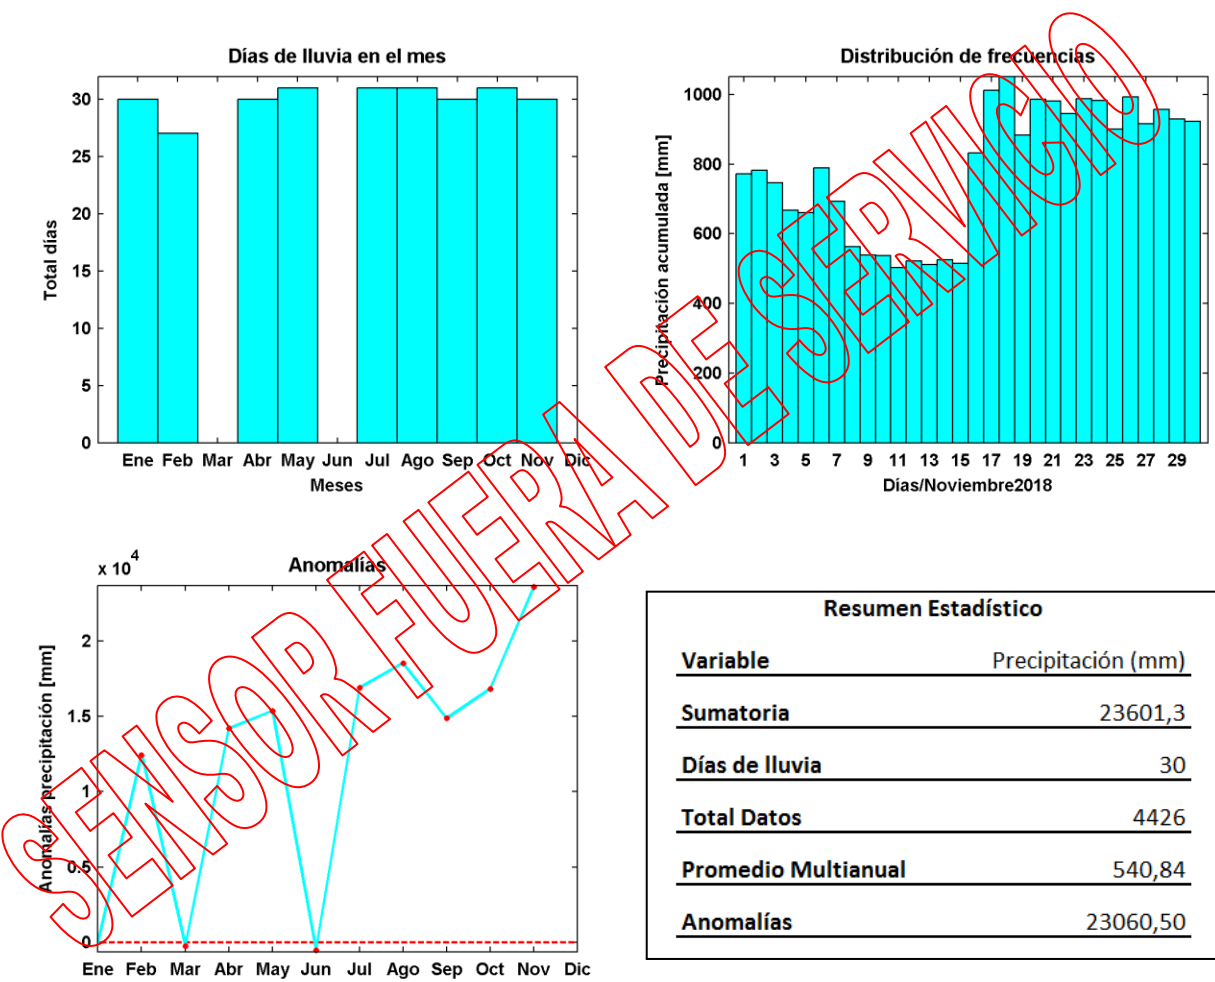 Días de lluvia en el mes
Total días
30
25
20
15
10
5
0
Ene Feb Mar Abr May Jun Jul Ago Sep Oct Nov Dic
Meses
Distribución de frecuencias
Precipitación acumulada [mm]
1000
800
600
400
200
0
1 3 5 7 9 11 13 15 17 19 21 23 25 27 29
Días/Noviembre2018
SENSOR FUERA DE SERVICIO
Anomalías
x 10⁴
Anomalías precipitación [mm]
2
1.5
1
0.5
0
Ene Feb Mar Abr May Jun Jul Ago Sep Oct Nov Dic
Resumen Estadístico
Variable Precipitación (mm)
Sumatoria 23601,3
Días de lluvia 30
Total Datos 4426
Promedio Multianual 540,84
Anomalías 23060,50